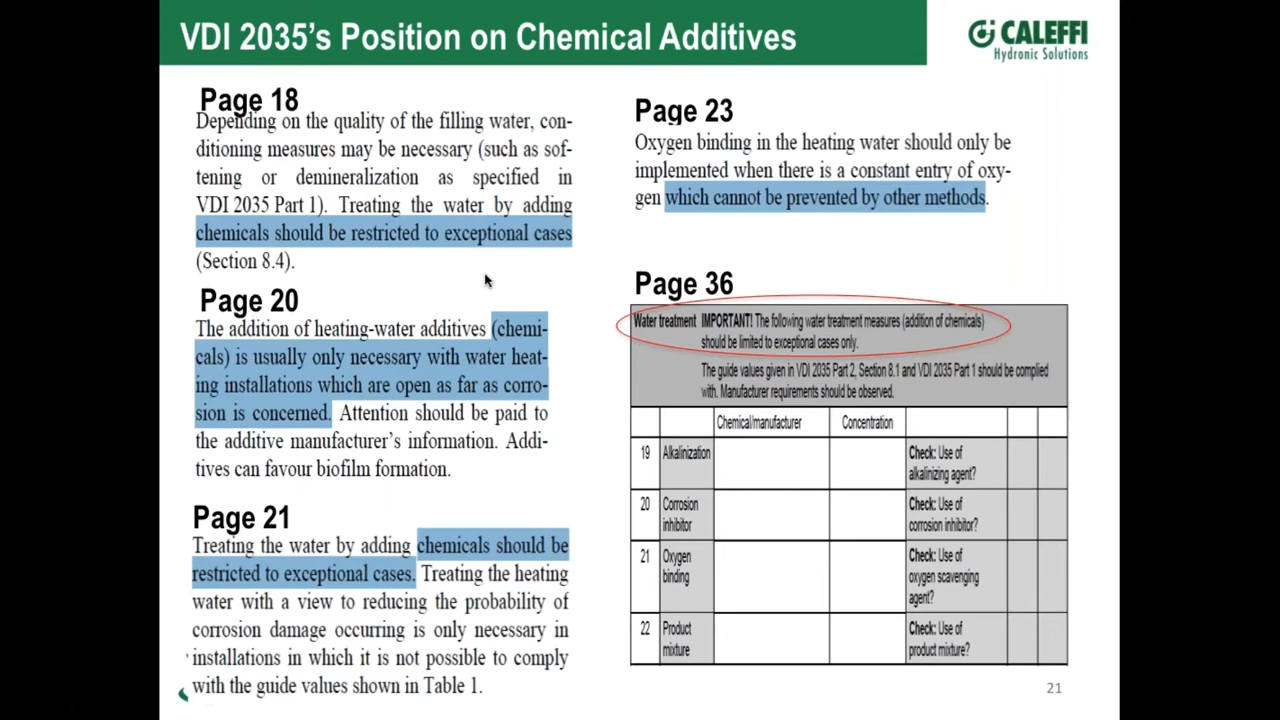 VDI 2035's Position on Chemical Additives
CALEFFI
Hydronic Solutions
Page 18
Depending on the quality of the filling water, con-
ditioning measures may be necessary (such as sof-
tening or demineralization as specified in
VDI 2035 Part 1). Treating the water by adding
chemicals should be restricted to exceptional cases
(Section 8.4).
Page 20
The addition of heating-water additives (chemi-
cals) is usually only necessary with water heat-
ing installations which are open as far as corro-
sion is concerned. Attention should be paid to
the additive manufacturer's information. Addi-
tives can favour biofilm formation.
Page 21
Treating the water by adding chemicals should be
restricted to exceptional cases. Treating the heating
water with a view to reducing the probability of
corrosion damage occurring is only necessary in
installations in which it is not possible to comply
with the guide values shown in Table 1.
Page 23
Oxygen binding in the heating water should only be
implemented when there is a constant entry of oxy-
gen which cannot be prevented by other methods.
Page 36
Water treatment IMPORTANT! The following water treatment measures (addition of chemicals)
should be limited to exceptional cases only.
The guide values given in VDI 2035 Part 2, Section 8.1 and VDI 2035 Part 1 should be complied
with. Manufacturer requirements should be observed.
Chemical/manufacturer Concentration
19 Alkalinization Check: Use of
alkalinizing agent?
20 Corrosion Check: Use of
inhibitor corrosion inhibitor?
21 Oxygen Check: Use of
binding oxygen scavenging
agent?
22 Product Check: Use of
mixture product mixture?
21